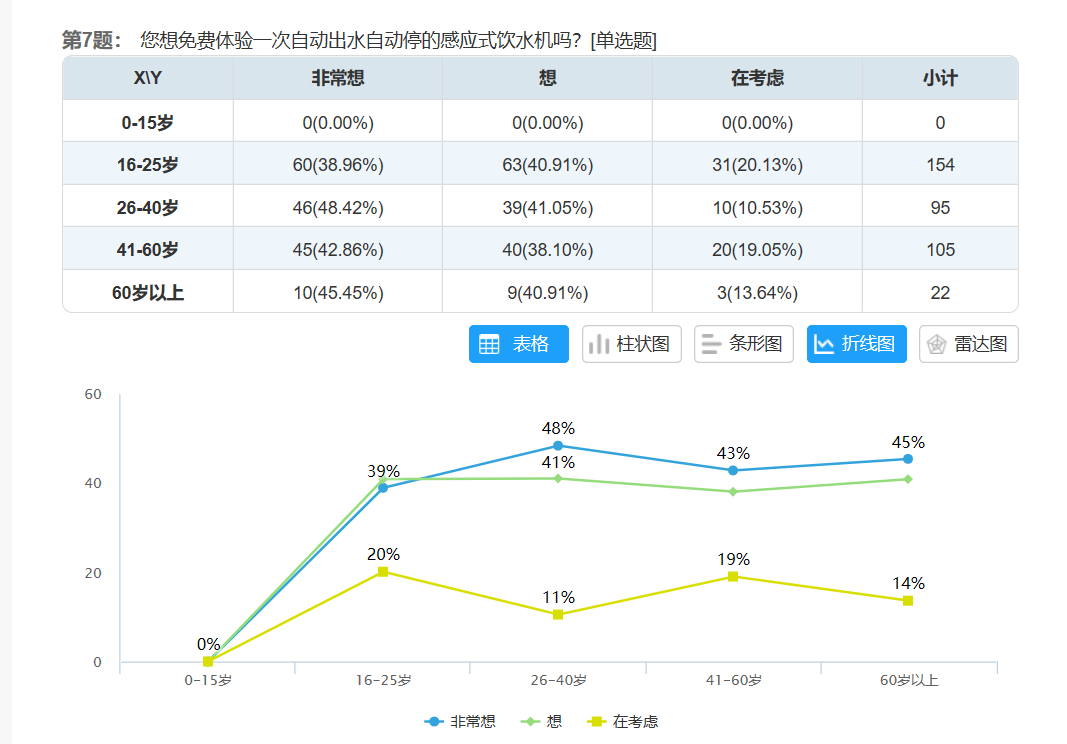 第7题： 您想免费体验一次自动出水自动停的感应式饮水机吗？[单选题]
X\Y 非常想 想 在考虑 小计
0-15岁 0(0.00%) 0(0.00%) 0(0.00%) 0
16-25岁 60(38.96%) 63(40.91%) 31(20.13%) 154
26-40岁 46(48.42%) 39(41.05%) 10(10.53%) 95
41-60岁 45(42.86%) 40(38.10%) 20(19.05%) 105
60岁以上 10(45.45%) 9(40.91%) 3(13.64%) 22
表格 柱状图 条形图 折线图 雷达图
60
48%
45%
43%
41%
39%
40
20%
19%
20
14%
11%
0%
0
0-15岁 16-25岁 26-40岁 41-60岁 60岁以上
非常想 想 在考虑